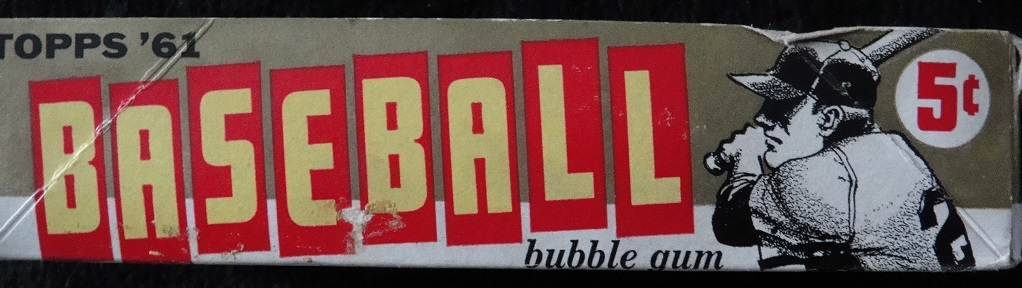 TOPPS '61
BASEBALL
bubble gum
5¢